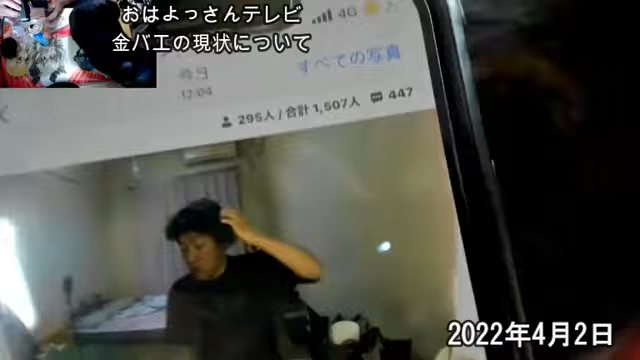 おはよっさんテレビ
金バエの現状について
4G
今日
すべての写真
12:04
295人/合計1,507人 447
2022年4月2日